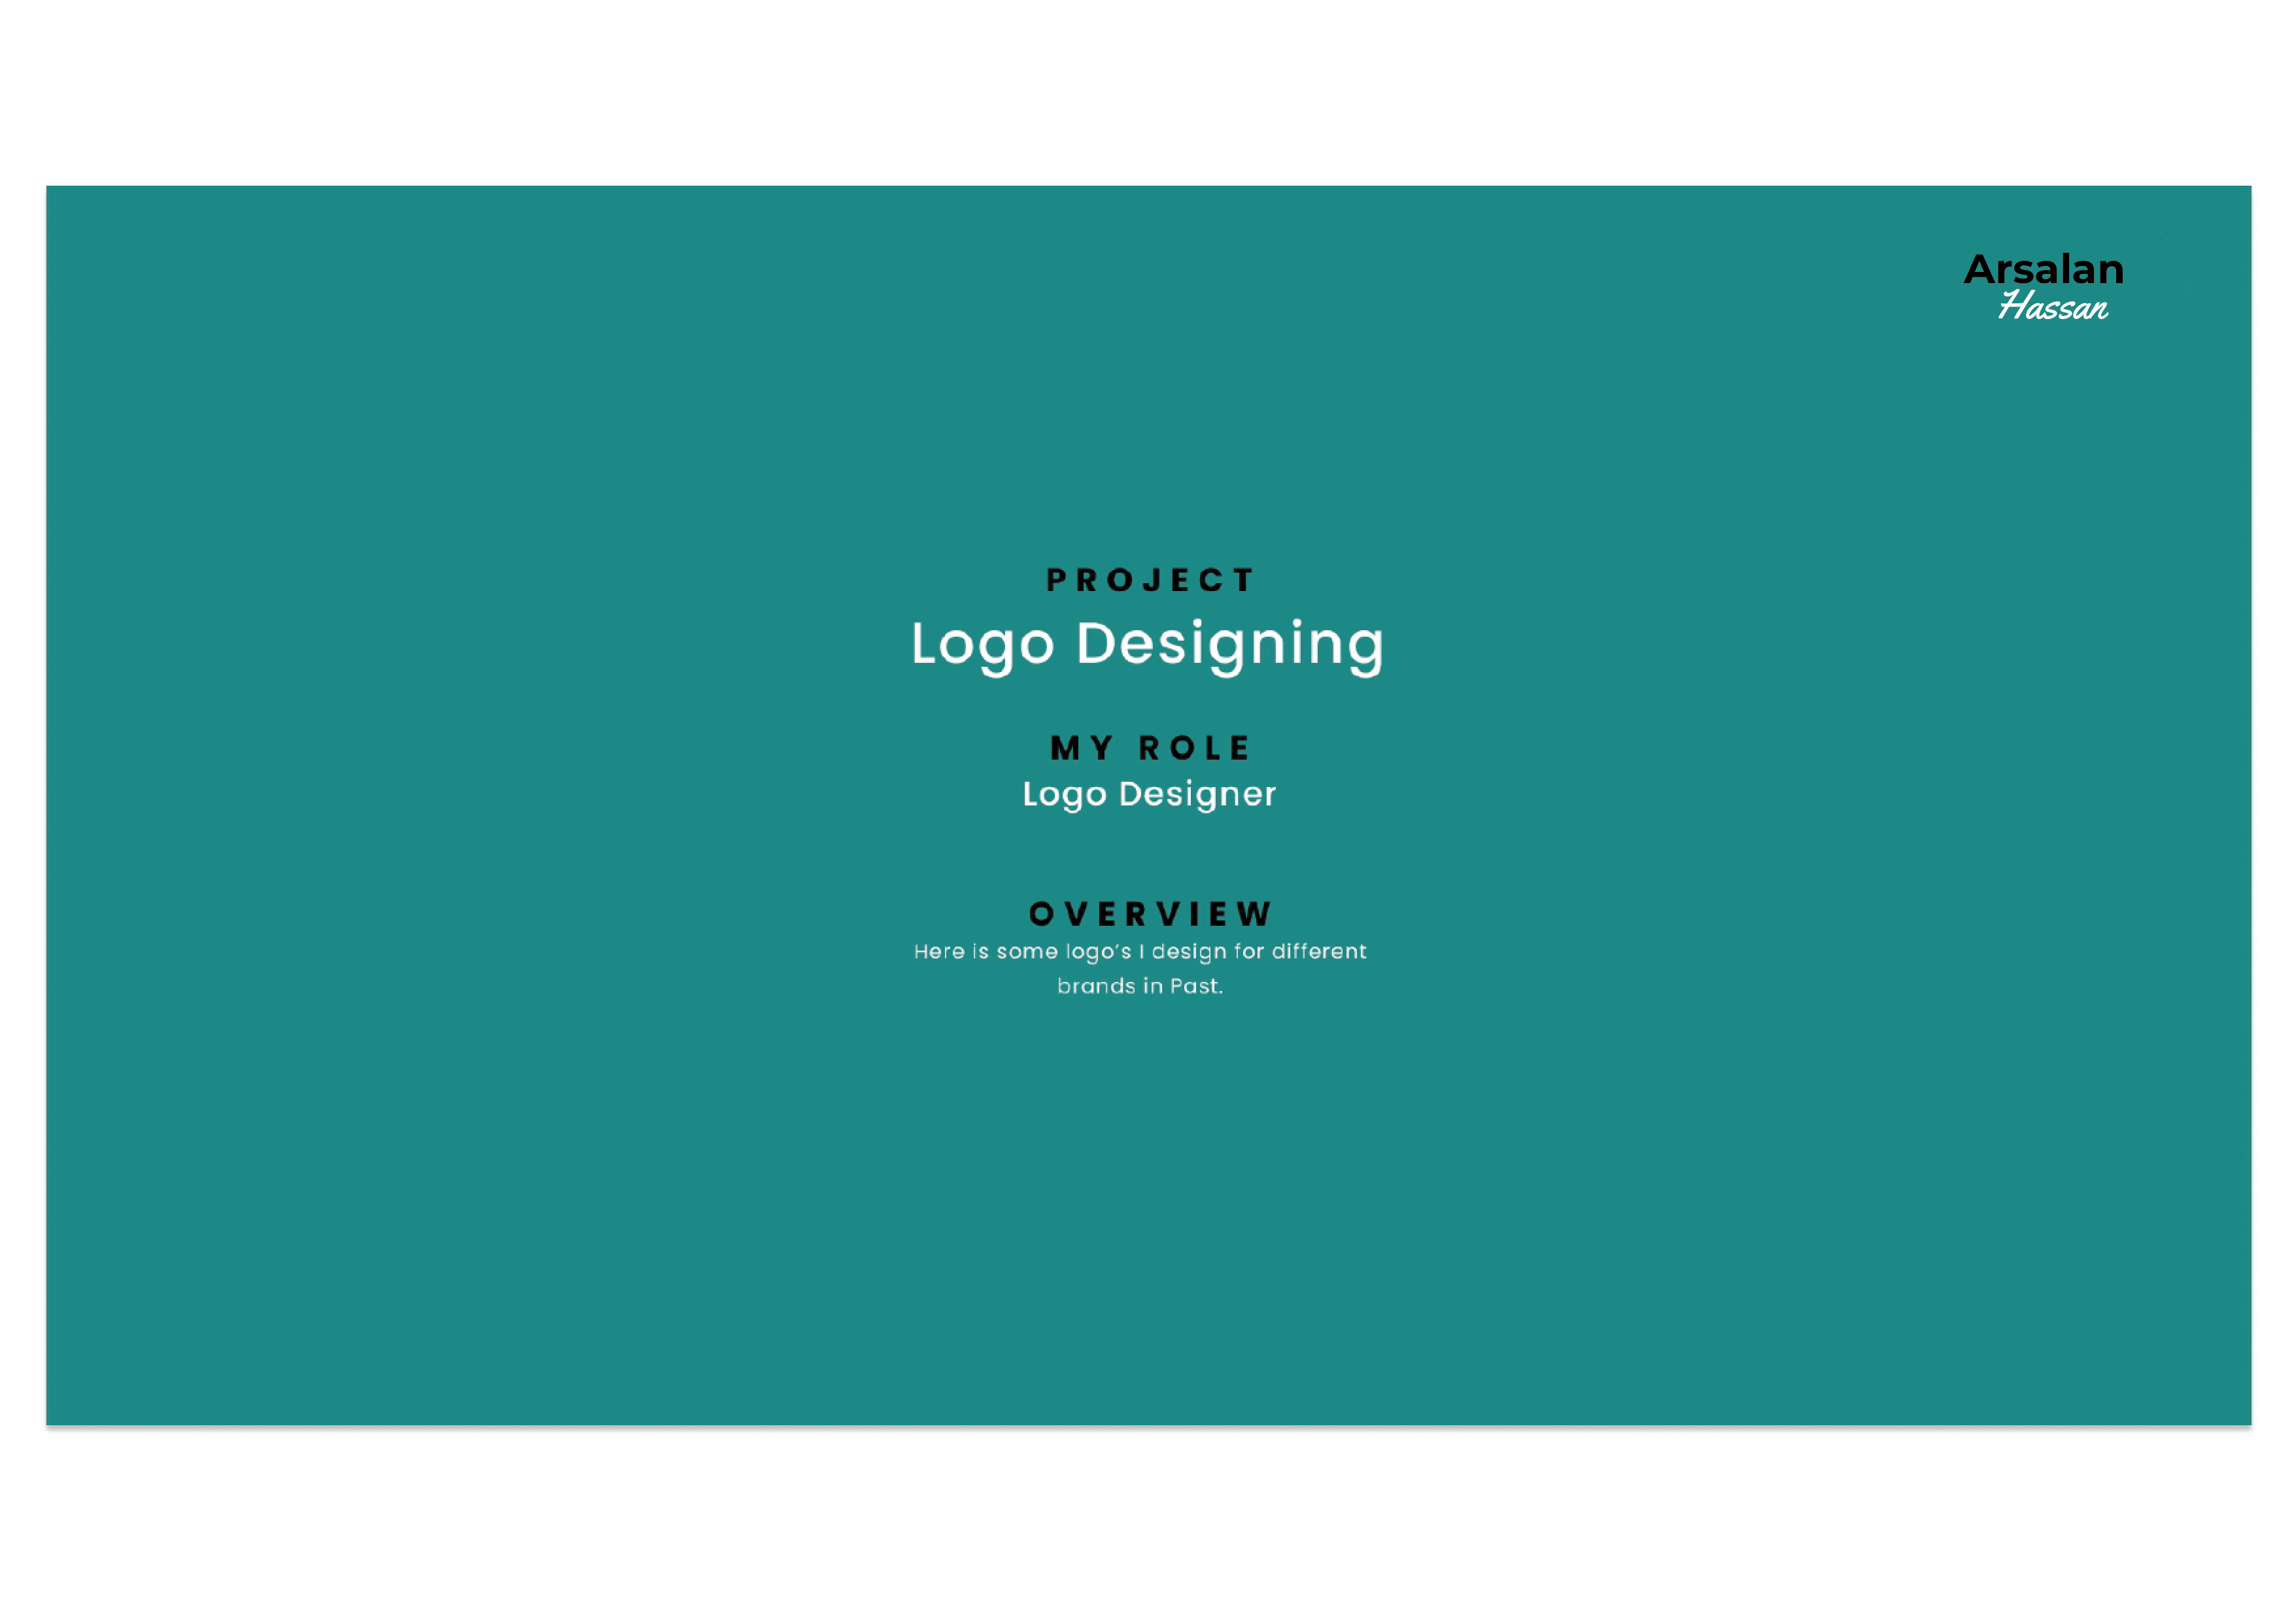 Arsalan
Hassan
PROJECT
Logo Designing
MY ROLE
Logo Designer
OVERVIEW
Here is some logo’s I design for different
brands in Past.